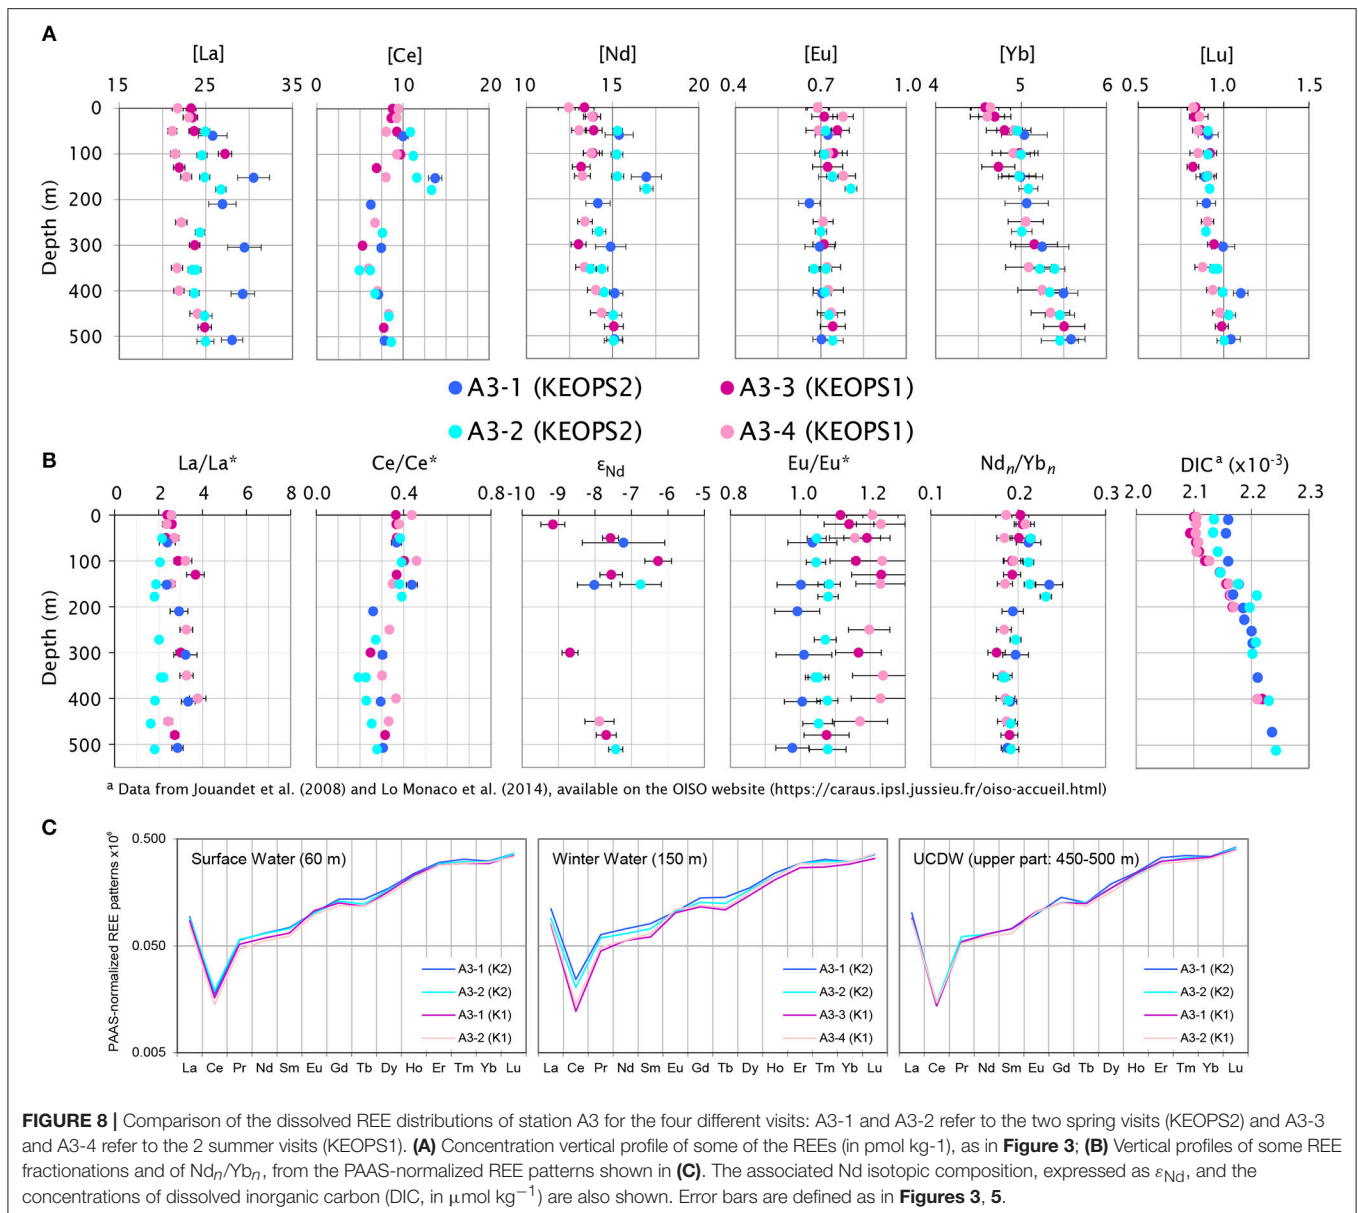 A
[La] [Ce] [Nd] [Eu] [Yb] [Lu]
15 25 35 0 10 20 10 15 20 0.4 0.7 1.0 4 5 6 0.5 1.0 1.5
Depth (m)
0
100
200
300
400
500
A3-1 (KEOPS2) A3-3 (KEOPS1)
A3-2 (KEOPS2) A3-4 (KEOPS1)
B
La/La* Ce/Ce* εNd Eu/Eu* Ndn/Ybn DICᵃ (x10⁻³)
0 2 4 6 8 0.0 0.4 0.8 -10 -9 -8 -7 -6 -5 0.8 1.0 1.2 0.1 0.2 0.3 2.0 2.1 2.2 2.3
Depth (m)
0
100
200
300
400
500
ᵃ Data from Jouandet et al. (2008) and Lo Monaco et al. (2014), available on the OISO website (https://caraus.ipsl.jussieu.fr/oiso-accueil.html)
C
PAAS-normalized REE patterns x10⁶
0.500
0.050
0.005
Surface Water (60 m)
A3-1 (K2)
A3-2 (K2)
A3-1 (K1)
A3-2 (K1)
La Ce Pr Nd Sm Eu Gd Tb Dy Ho Er Tm Yb Lu
Winter Water (150 m)
A3-1 (K2)
A3-2 (K2)
A3-3 (K1)
A3-4 (K1)
La Ce Pr Nd Sm Eu Gd Tb Dy Ho Er Tm Yb Lu
UCDW (upper part: 450-500 m)
A3-1 (K2)
A3-2 (K2)
A3-1 (K1)
A3-2 (K1)
La Ce Pr Nd Sm Eu Gd Tb Dy Ho Er Tm Yb Lu
FIGURE 8 | Comparison of the dissolved REE distributions of station A3 for the four different visits: A3-1 and A3-2 refer to the two spring visits (KEOPS2) and A3-3
and A3-4 refer to the 2 summer visits (KEOPS1). (A) Concentration vertical profile of some of the REEs (in pmol kg-1), as in Figure 3; (B) Vertical profiles of some REE
fractionations and of Ndn/Ybn, from the PAAS-normalized REE patterns shown in (C). The associated Nd isotopic composition, expressed as εNd, and the
concentrations of dissolved inorganic carbon (DIC, in μmol kg⁻¹) are also shown. Error bars are defined as in Figures 3, 5.